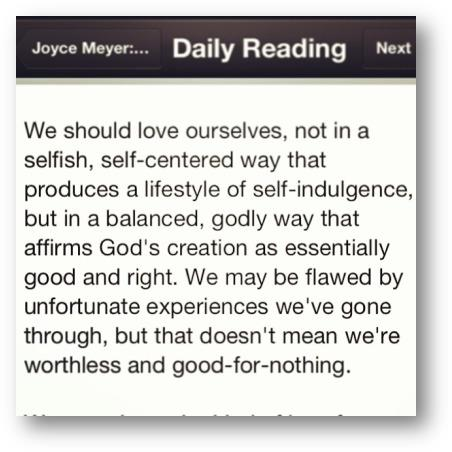 Joyce Meyer:... Daily Reading Next
We should love ourselves, not in a
selfish, self-centered way that
produces a lifestyle of self-indulgence,
but in a balanced, godly way that
affirms God's creation as essentially
good and right. We may be flawed by
unfortunate experiences we've gone
through, but that doesn't mean we're
worthless and good-for-nothing.